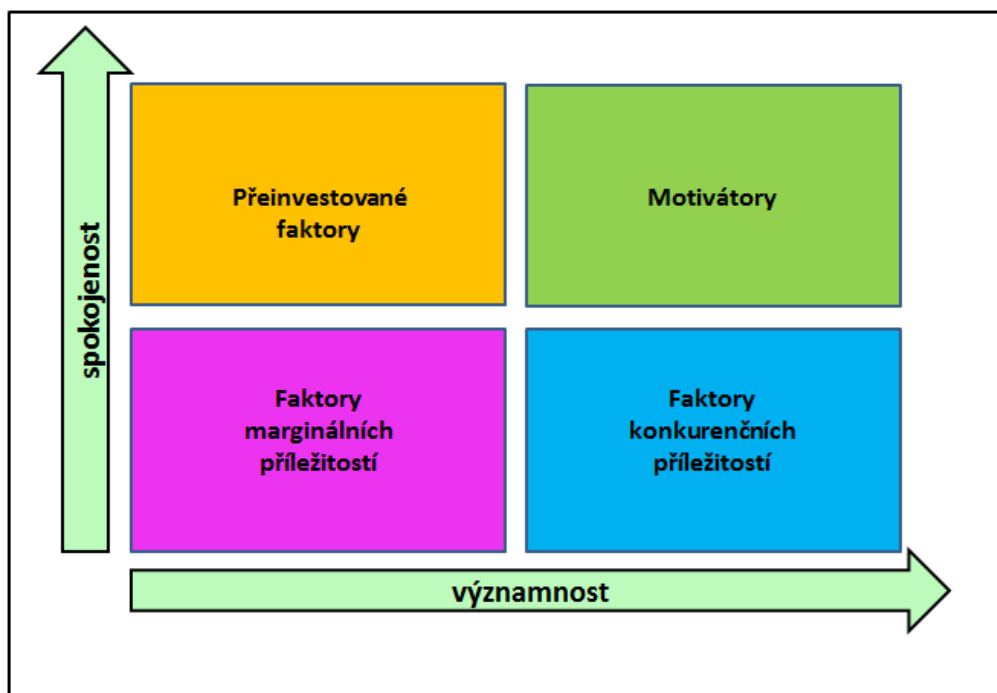 spokojenost
Přeinvestované
faktory
Motivátory
Faktory
marginálních
příležitostí
Faktory
konkurenčních
příležitostí
významnost